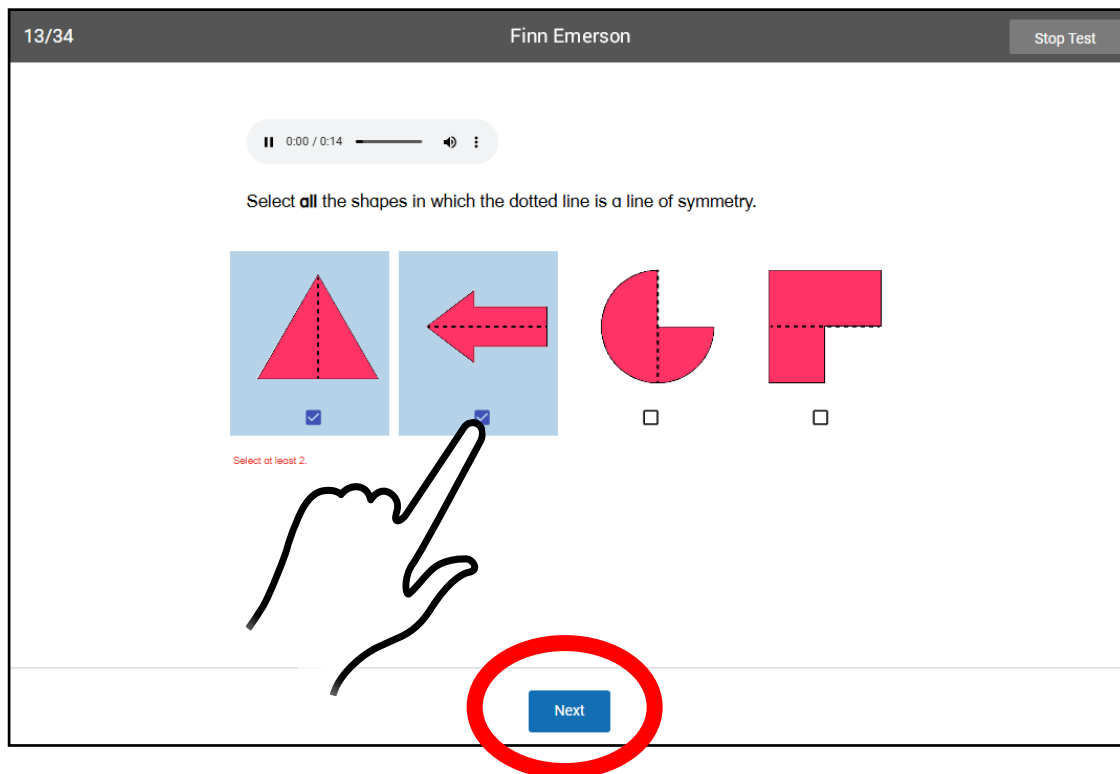 13/34 Finn Emerson Stop Test
0:00 / 0:14
Select all the shapes in which the dotted line is a line of symmetry.
Select at least 2.
Next